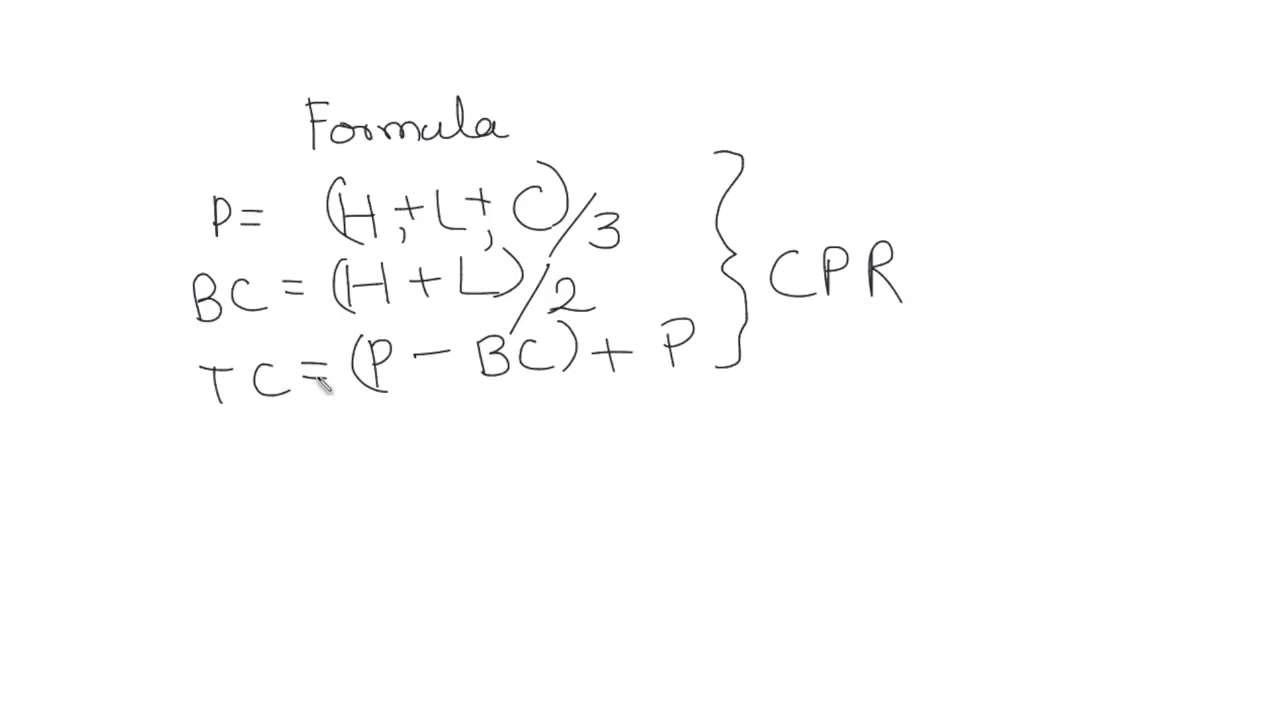 Formula
P= (H,+L+,C)/3
BC = (H+L)/2
TC = (P - BC) + P
CPR